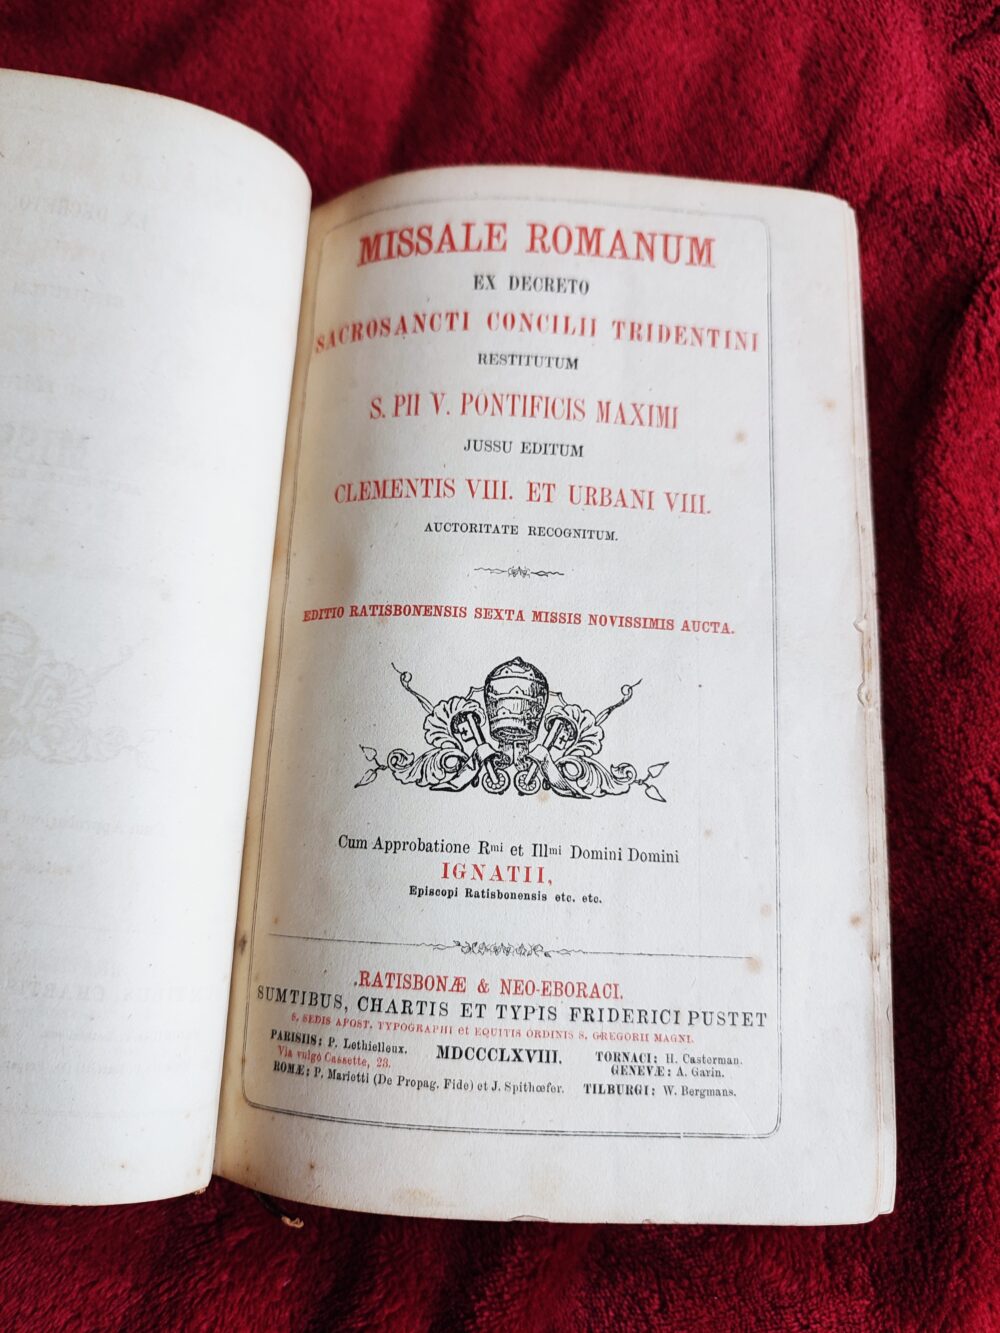 MISSALE ROMANUM
EX DECRETO
SACROSANCTI CONCILII TRIDENTINI
RESTITUTUM
S. PII V. PONTIFICIS MAXIMI
JUSSU EDITUM
CLEMENTIS VIII. ET URBANI VIII.
AUCTORITATE RECOGNITUM.
EDITIO RATISBONENSIS SEXTA MISSIS NOVISSIMIS AUCTA.
Cum Approbatione Rmi et Illmi Domini Domini
IGNATII,
Episcopi Ratisbonensis etc. etc.
RATISBONÆ & NEO-EBORACI.
SUMTIBUS, CHARTIS ET TYPIS FRIDERICI PUSTET
S. SEDIS APOST. TYPOGRAPHI et EQUITIS ORDINIS S. GREGORII MAGNI.
PARISIIS: P. Lethielleux.
Via vulgo Cassette, 23.
MDCCCLXVIII.
TORNACI: H. Casterman.
GENEVÆ: A. Garin.
ROMÆ: P. Marietti (De Propag. Fide) et J. Spithœfer.
TILBURGI: W. Bergmans.